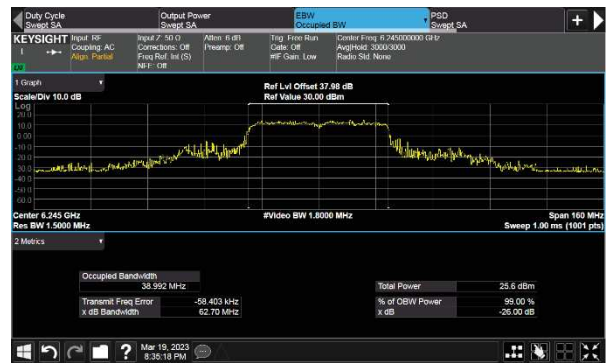 Duty Cycle
Swept SA
Output Power
Swept SA
EBW
Occupied BW
PSD
Swept SA
KEYSIGHT
Input: RF
Coupling: AC
Align: Partial
Input Z: 50 Ω
Corrections: Off
Freq Ref: Int (S)
NFE: Off
Atten: 6 dB
Preamp: Off
Trig: Free Run
Gate: Off
#IF Gain: Low
Center Freq: 6.245000000 GHz
Avg|Hold: 3000/3000
Radio Std: None
1 Graph
Scale/Div 10.0 dB
Ref Lvl Offset 37.98 dB
Ref Value 30.00 dBm
Log
20.0
10.0
0.00
-10.0
-20.0
-30.0
-40.0
-50.0
-60.0
Center 6.245 GHz
Res BW 1.5000 MHz
#Video BW 1.8000 MHz
Span 160 MHz
Sweep 1.00 ms (1001 pts)
2 Metrics
Occupied Bandwidth
38.992 MHz
Total Power 25.6 dBm
Transmit Freq Error -58.403 kHz
% of OBW Power 99.00 %
x dB Bandwidth 62.70 MHz
x dB -26.00 dB
Mar 19, 2023
8:35:18 PM